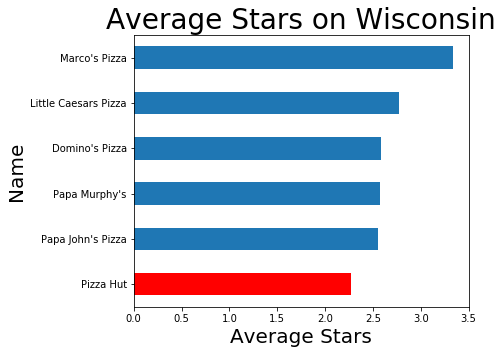 Average Stars on Wisconsin
Name
Marco's Pizza
Little Caesars Pizza
Domino's Pizza
Papa Murphy's
Papa John's Pizza
Pizza Hut
0.0 0.5 1.0 1.5 2.0 2.5 3.0 3.5
Average Stars